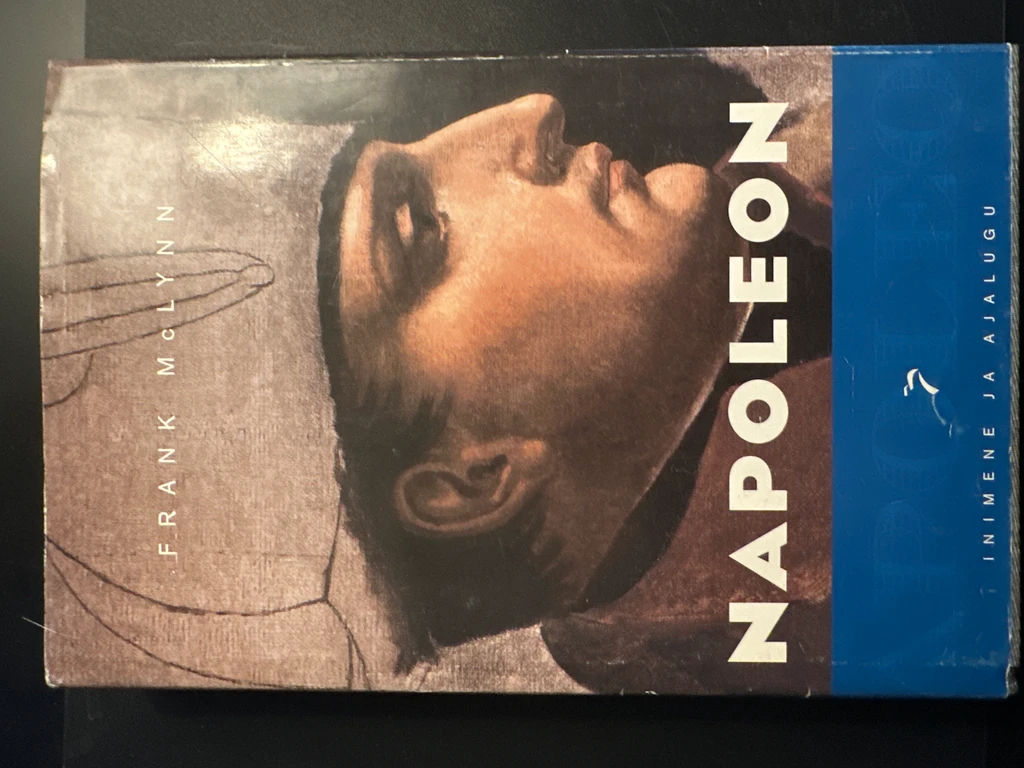 FRANK McLYNN
NAPOLEON
INIMENE JA AJALUGU